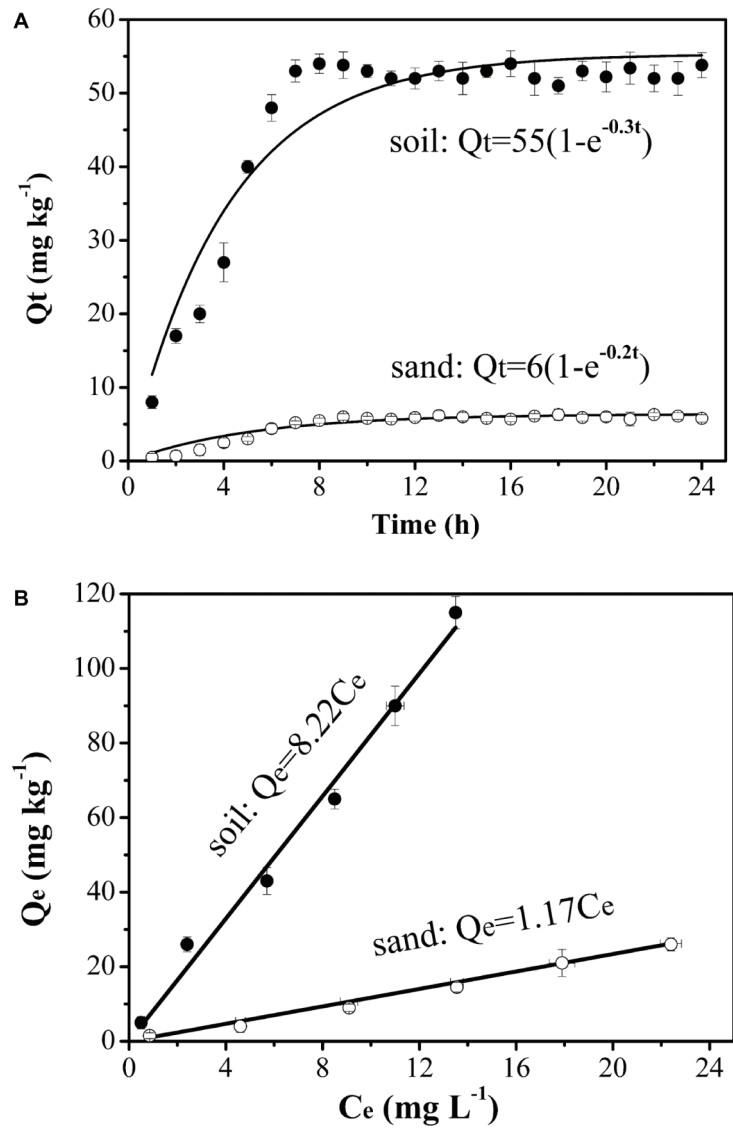 A
60
50
40
30
20
10
0
Qt (mg kg-1)
soil: Qt=55(1-e-0.3t)
sand: Qt=6(1-e-0.2t)
0 4 8 12 16 20 24
Time (h)
B
120
100
80
60
40
20
0
Qe (mg kg-1)
soil: Qe=8.22Ce
sand: Qe=1.17Ce
0 4 8 12 16 20 24
Ce (mg L-1)